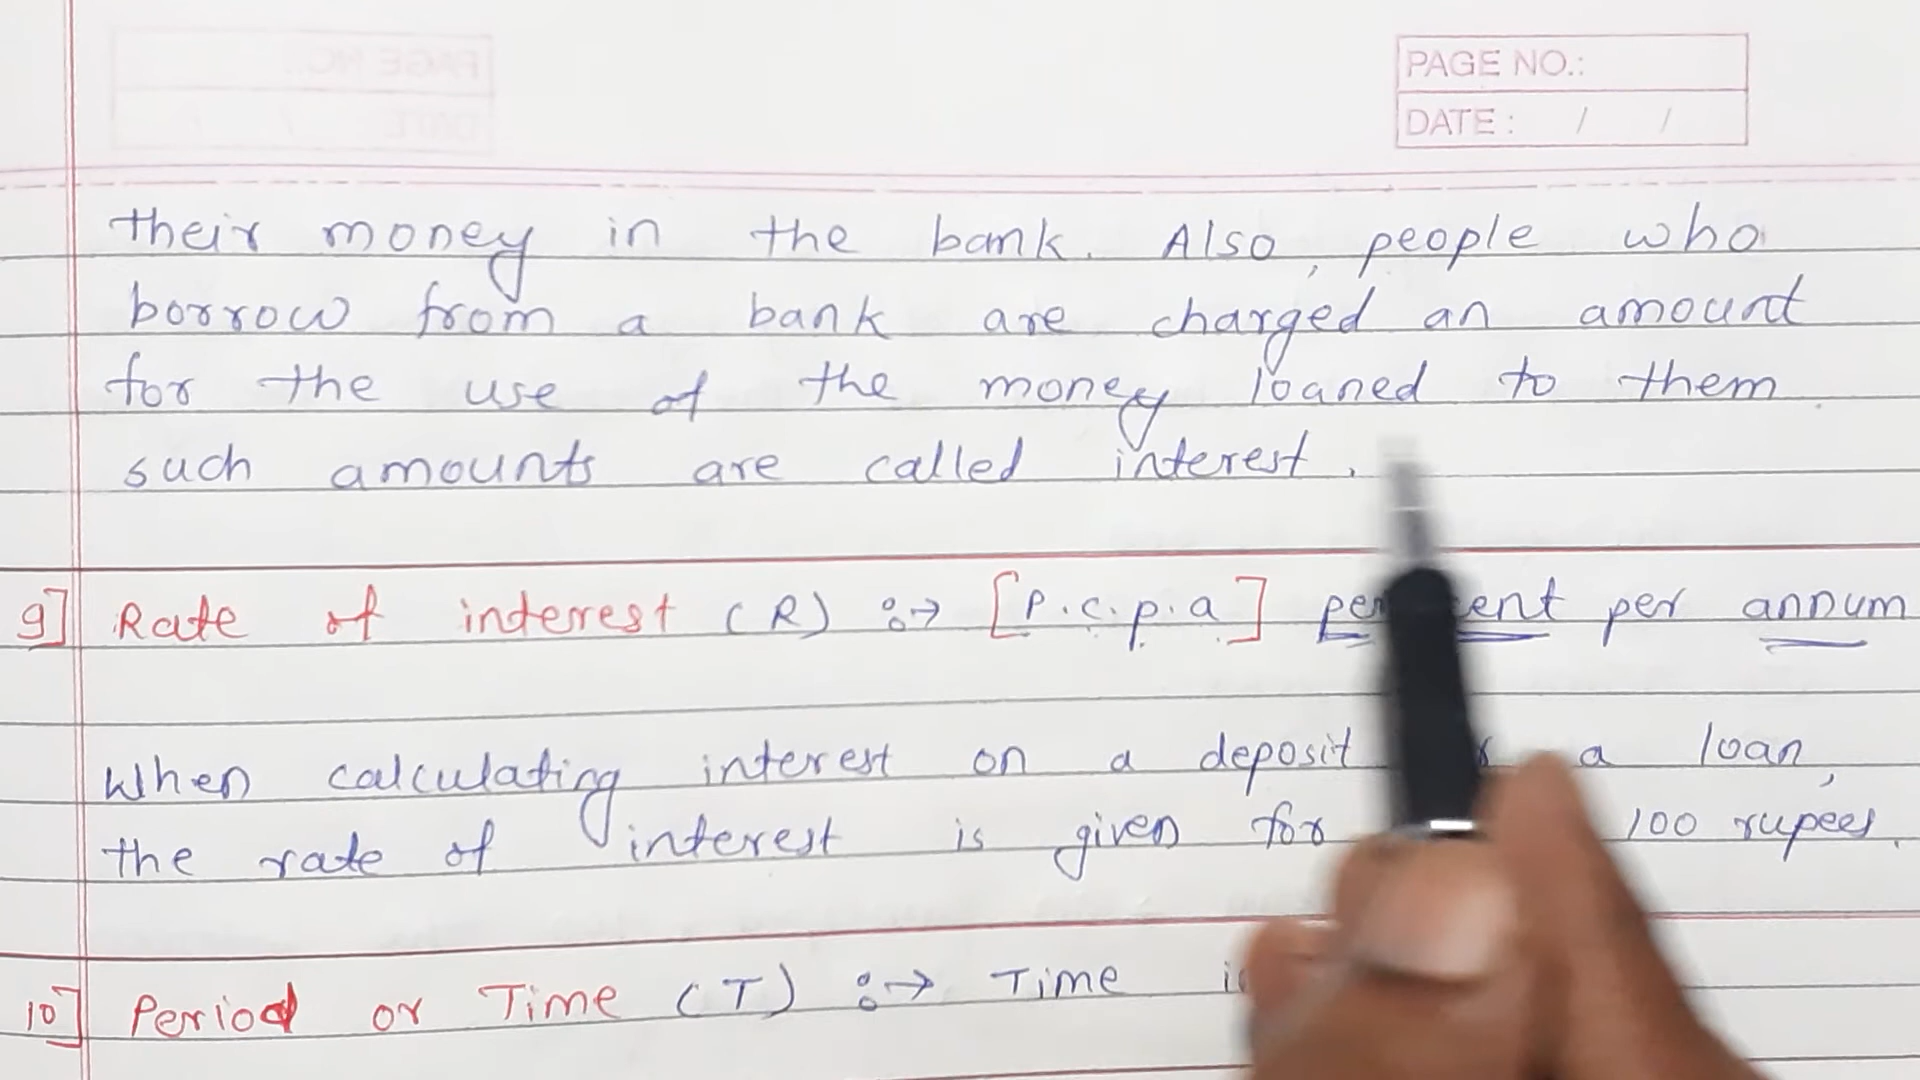 PAGE NO.:
DATE : / /
their money in the bank. Also, people who
borrow from a bank are charged an amount
for the use of the money loaned to them.
such amounts are called interest.
9] Rate of interest (R) :→ [P.c.p.a] per cent per annum
When calculating interest on a deposit a loan,
the rate of interest is given for 100 rupees.
10] Period or Time (T) :→ Time